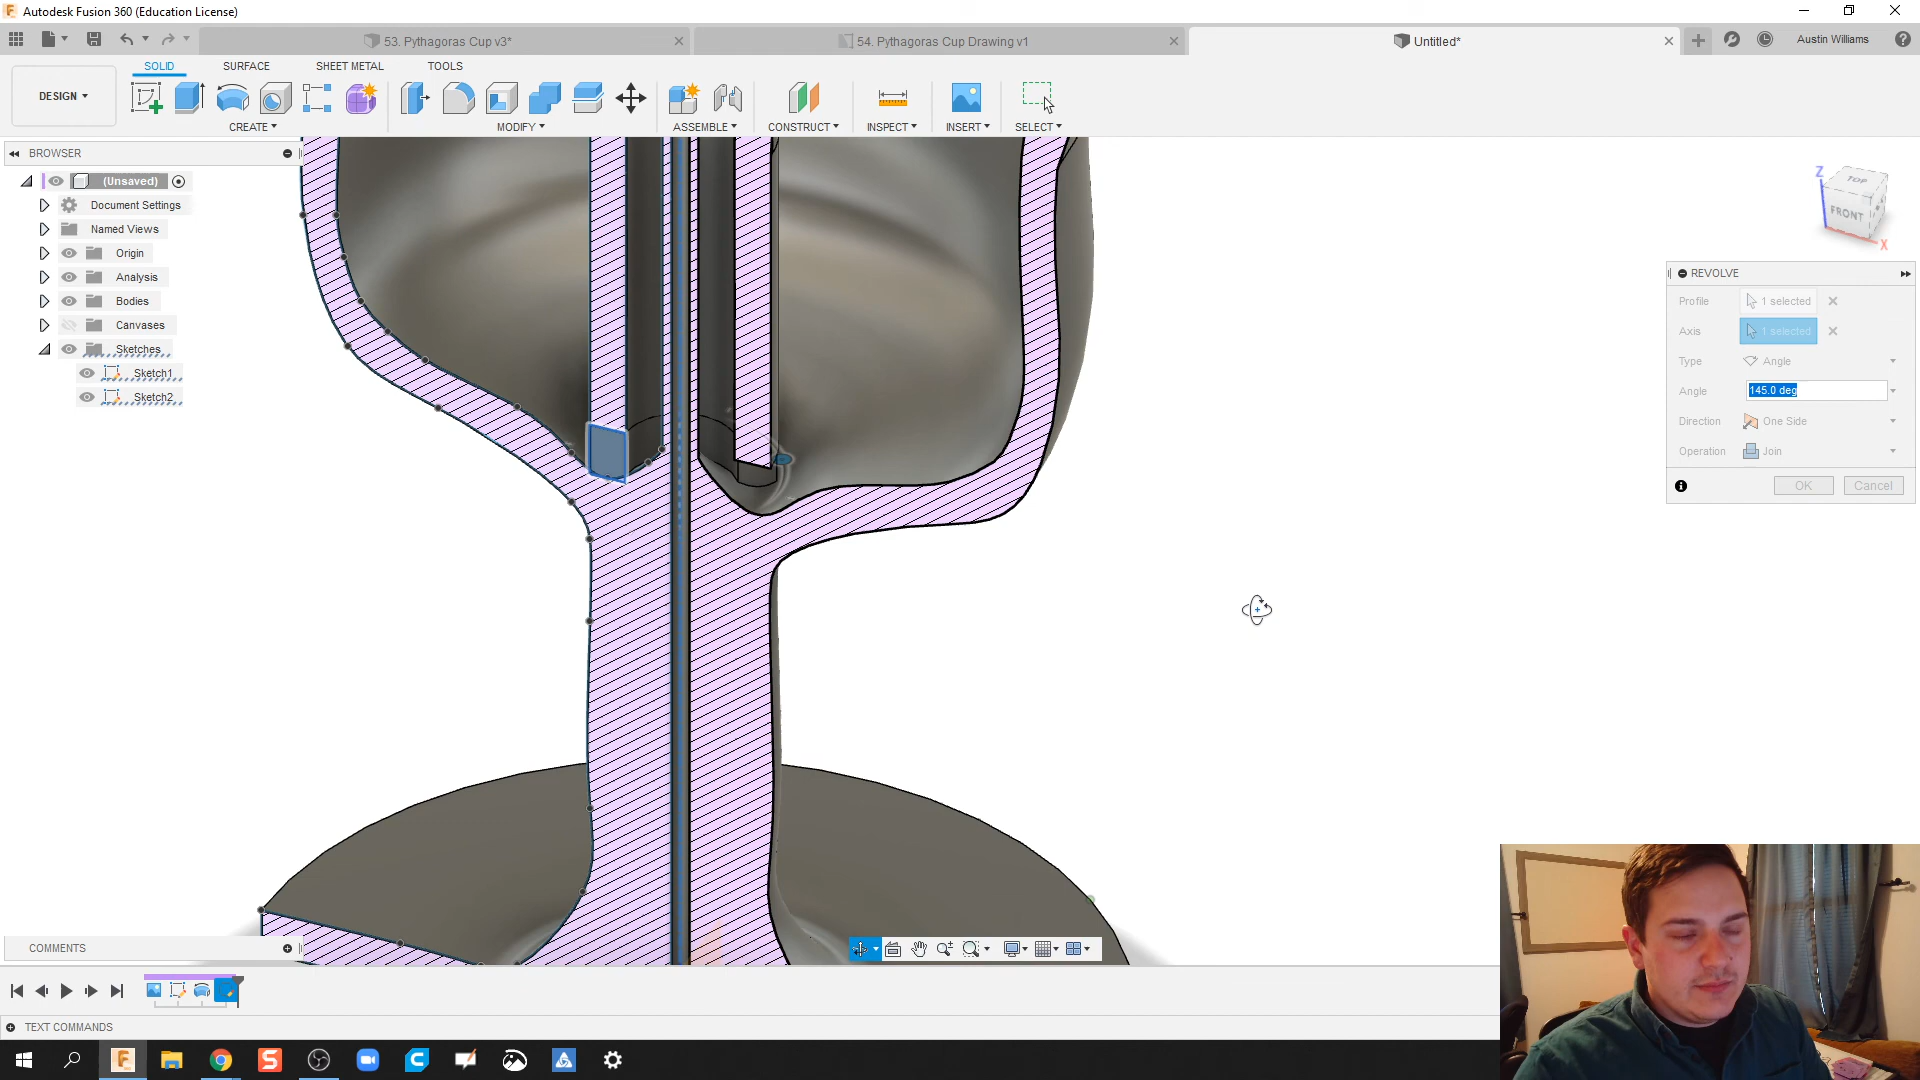 Autodesk Fusion 360 (Education License)
53. Pythagoras Cup v3*
54. Pythagoras Cup Drawing v1
Untitled*
Austin Williams
DESIGN
SOLID
SURFACE
SHEET METAL
TOOLS
CREATE
MODIFY
ASSEMBLE
CONSTRUCT
INSPECT
INSERT
SELECT
BROWSER
(Unsaved)
Document Settings
Named Views
Origin
Analysis
Bodies
Canvases
Sketches
Sketch1
Sketch2
Z
TOP
FRONT
X
REVOLVE
Profile
1 selected
Axis
1 selected
Type
Angle
Angle
145.0 deg
Direction
One Side
Operation
Join
OK
Cancel
COMMENTS
TEXT COMMANDS